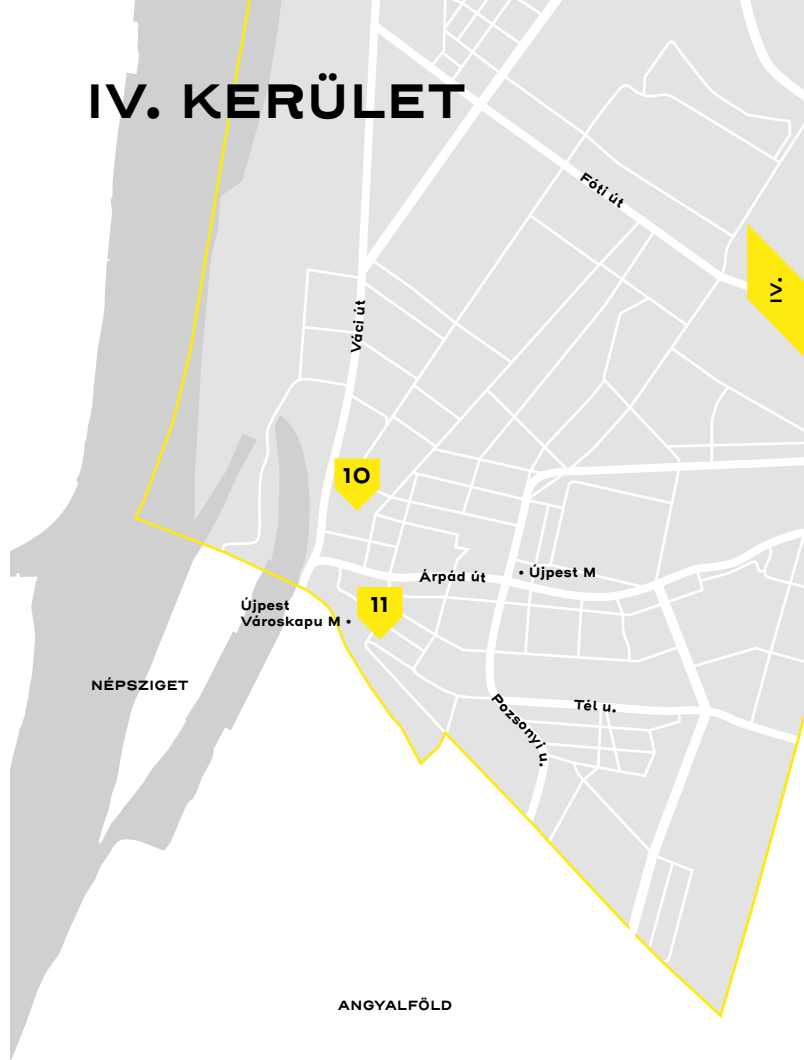 IV. KERÜLET
Fóti út
IV.
Váci út
10
Újpest M
Árpád út
11
Újpest
Városkapu M
NÉPSZIGET
Tél u.
Pozsonyi u.
ANGYALFÖLD